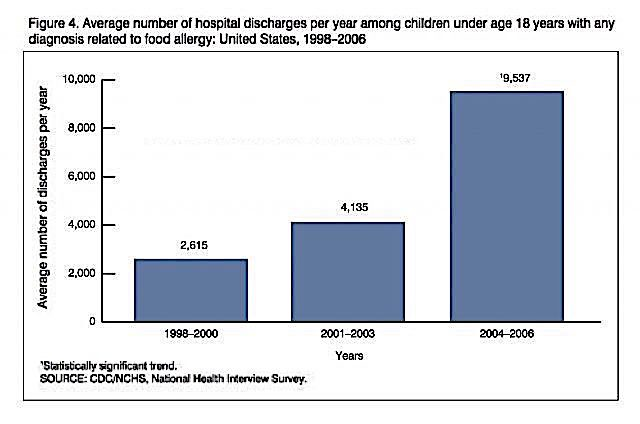 Figure 4. Average number of hospital discharges per year among children under age 18 years with any
diagnosis related to food allergy: United States, 1998–2006
Average number of discharges per year
10,000
8,000
6,000
4,000
2,000
0
2,615
4,135
¹9,537
1998–2000
2001–2003
2004–2006
Years
¹Statistically significant trend.
SOURCE: CDC/NCHS, National Health Interview Survey.